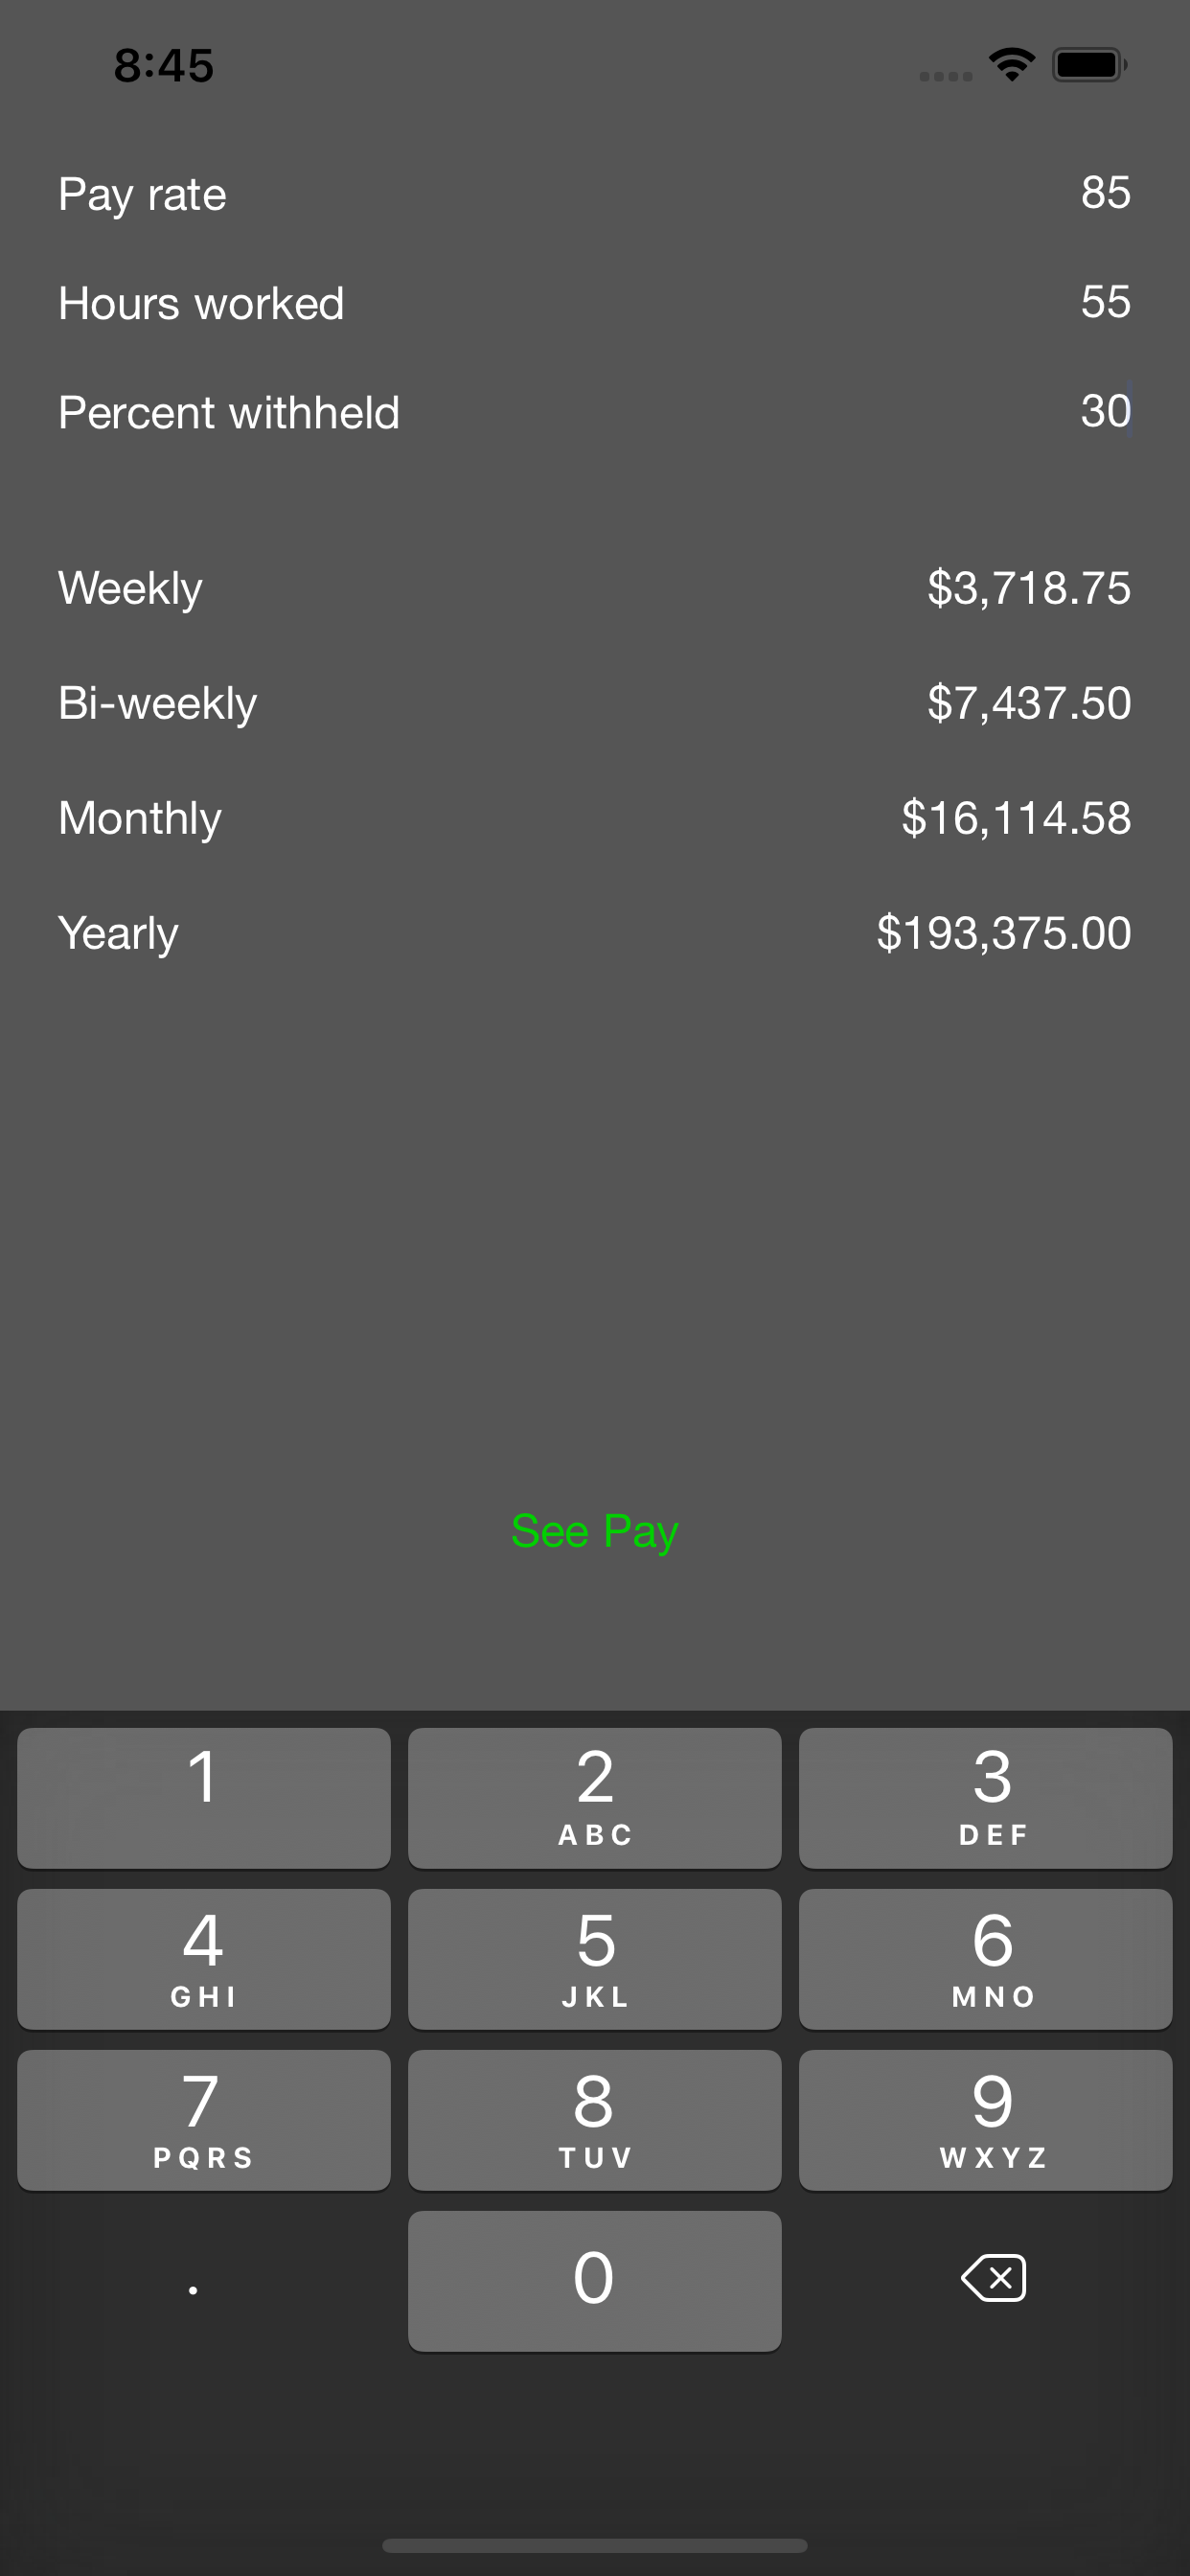 8:45
Pay rate 85
Hours worked 55
Percent withheld 30
Weekly $3,718.75
Bi-weekly $7,437.50
Monthly $16,114.58
Yearly $193,375.00
See Pay
1 2 3
ABC DEF
4 5 6
GHI JKL MNO
7 8 9
PQRS TUV WXYZ
. 0